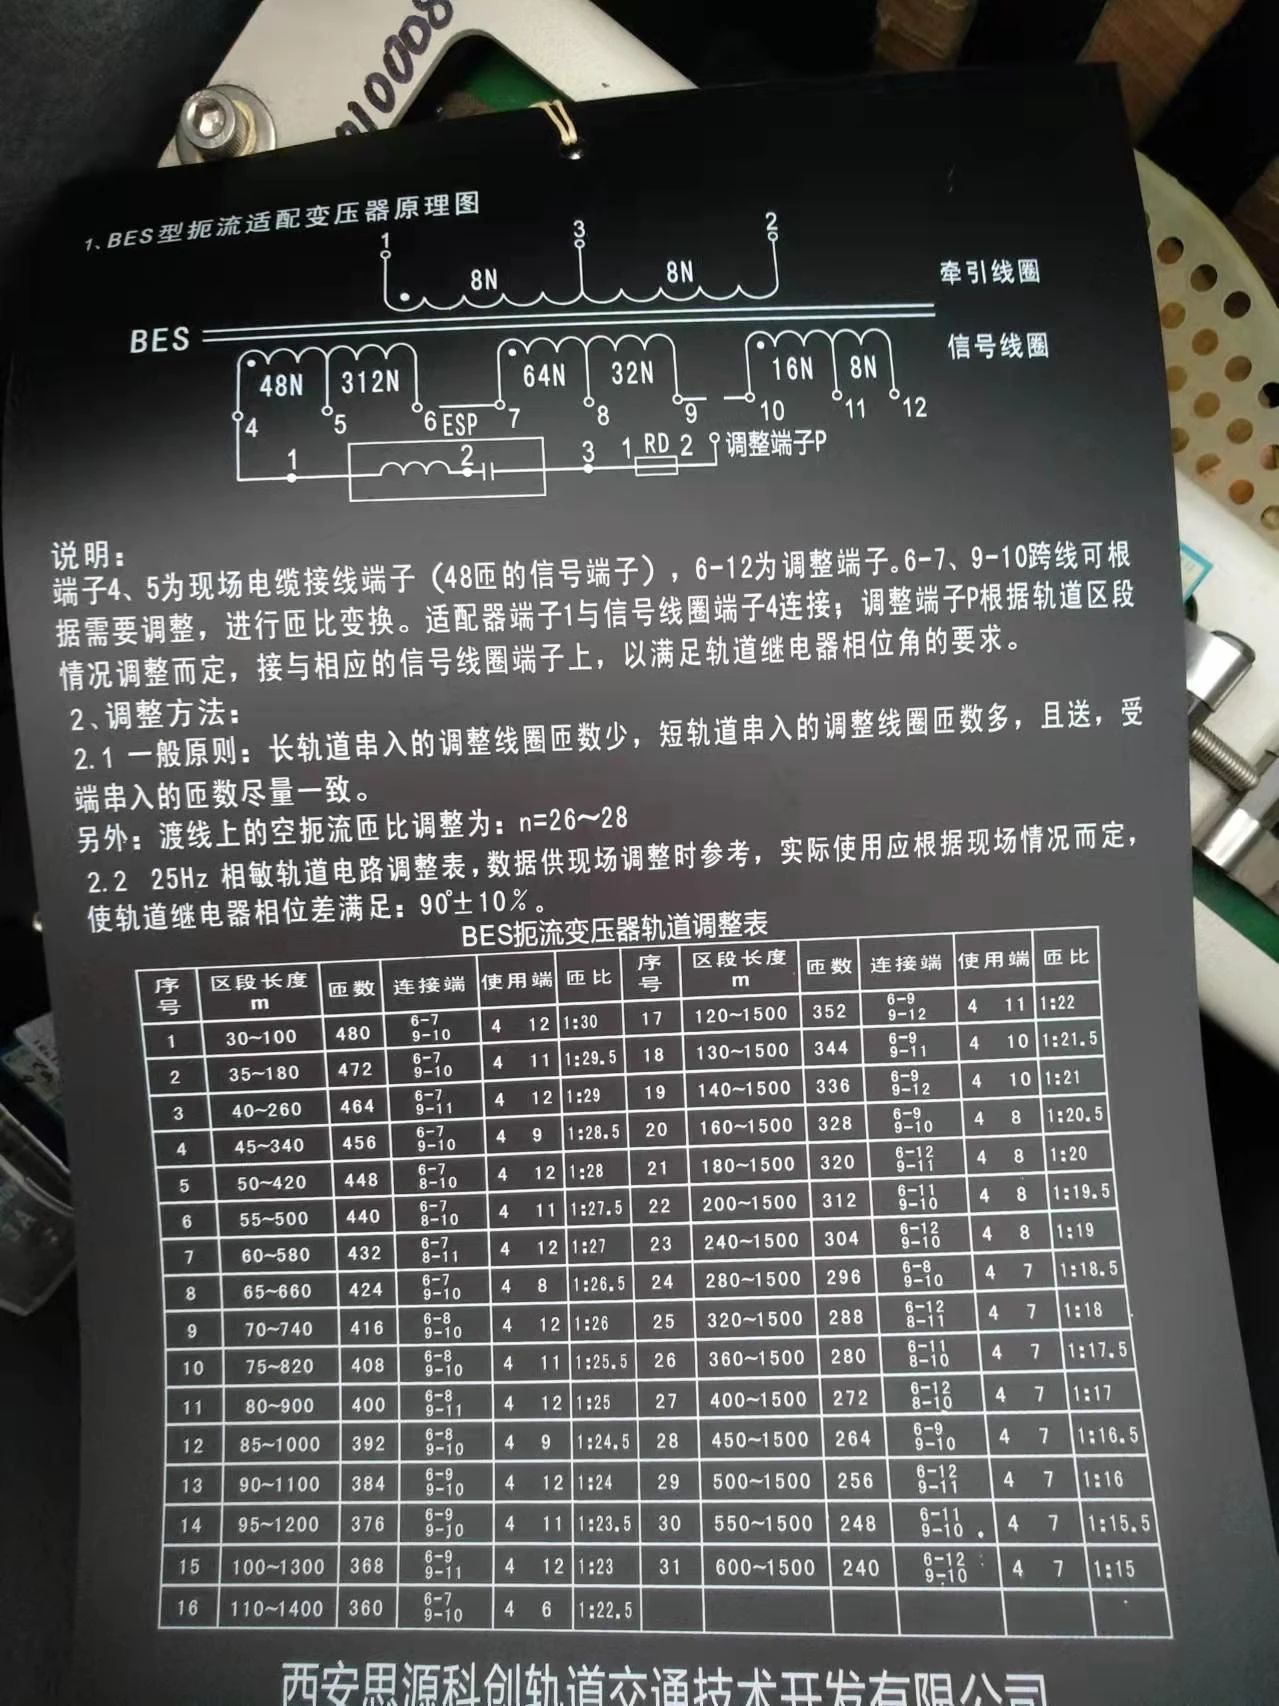 010008
1、BES型扼流适配变压器原理图
1 3 2
8N 8N 牵引线圈
BES
信号线圈
48N 312N 64N 32N 16N 8N
4 5 6 ESP 7 8 9 10 11 12
1 2 3 1 RD 2 调整端子P
说明：
端子4、5为现场电缆接线端子（48匝的信号端子），6-12为调整端子。6-7、9-10跨线可根
据需要调整，进行匝比变换。适配器端子1与信号线圈端子4连接；调整端子P根据轨道区段
情况调整而定，接与相应的信号线圈端子上，以满足轨道继电器相位角的要求。
2、调整方法：
2.1 一般原则：长轨道串入的调整线圈匝数少，短轨道串入的调整线圈匝数多，且送，受
端串入的匝数尽量一致。
另外：渡线上的空扼流匝比调整为：n=26～28
2.2 25Hz 相敏轨道电路调整表，数据供现场调整时参考，实际使用应根据现场情况而定，
使轨道继电器相位差满足：90°±10％。
BES扼流变压器轨道调整表
序号 区段长度m 匝数 连接端 使用端 匝比 序号 区段长度m 匝数 连接端 使用端 匝比
1 30~100 480 6-7 9-10 4 12 1:30 17 120~1500 352 6-9 9-12 4 11 1:22
2 35~180 472 6-7 9-10 4 11 1:29.5 18 130~1500 344 6-9 9-11 4 10 1:21.5
3 40~260 464 6-7 9-11 4 12 1:29 19 140~1500 336 6-9 9-12 4 10 1:21
4 45~340 456 6-7 9-10 4 9 1:28.5 20 160~1500 328 6-9 9-10 4 8 1:20.5
5 50~420 448 6-7 8-10 4 12 1:28 21 180~1500 320 6-12 9-11 4 8 1:20
6 55~500 440 6-7 8-10 4 11 1:27.5 22 200~1500 312 6-11 9-10 4 8 1:19.5
7 60~580 432 6-7 8-11 4 12 1:27 23 240~1500 304 6-12 9-10 4 8 1:19
8 65~660 424 6-7 9-10 4 8 1:26.5 24 280~1500 296 6-8 9-10 4 7 1:18.5
9 70~740 416 6-8 9-10 4 12 1:26 25 320~1500 288 6-12 8-11 4 7 1:18
10 75~820 408 6-8 9-10 4 11 1:25.5 26 360~1500 280 6-11 8-10 4 7 1:17.5
11 80~900 400 6-8 9-11 4 12 1:25 27 400~1500 272 6-12 8-10 4 7 1:17
12 85~1000 392 6-8 9-10 4 9 1:24.5 28 450~1500 264 6-9 9-10 4 7 1:16.5
13 90~1100 384 6-9 9-10 4 12 1:24 29 500~1500 256 6-12 9-11 4 7 1:16
14 95~1200 376 6-9 9-10 4 11 1:23.5 30 550~1500 248 6-11 9-10 4 7 1:15.5
15 100~1300 368 6-9 9-11 4 12 1:23 31 600~1500 240 6-12 9-10 4 7 1:15
16 110~1400 360 6-7 9-10 4 6 1:22.5
西安思源科创轨道交通技术开发有限公司